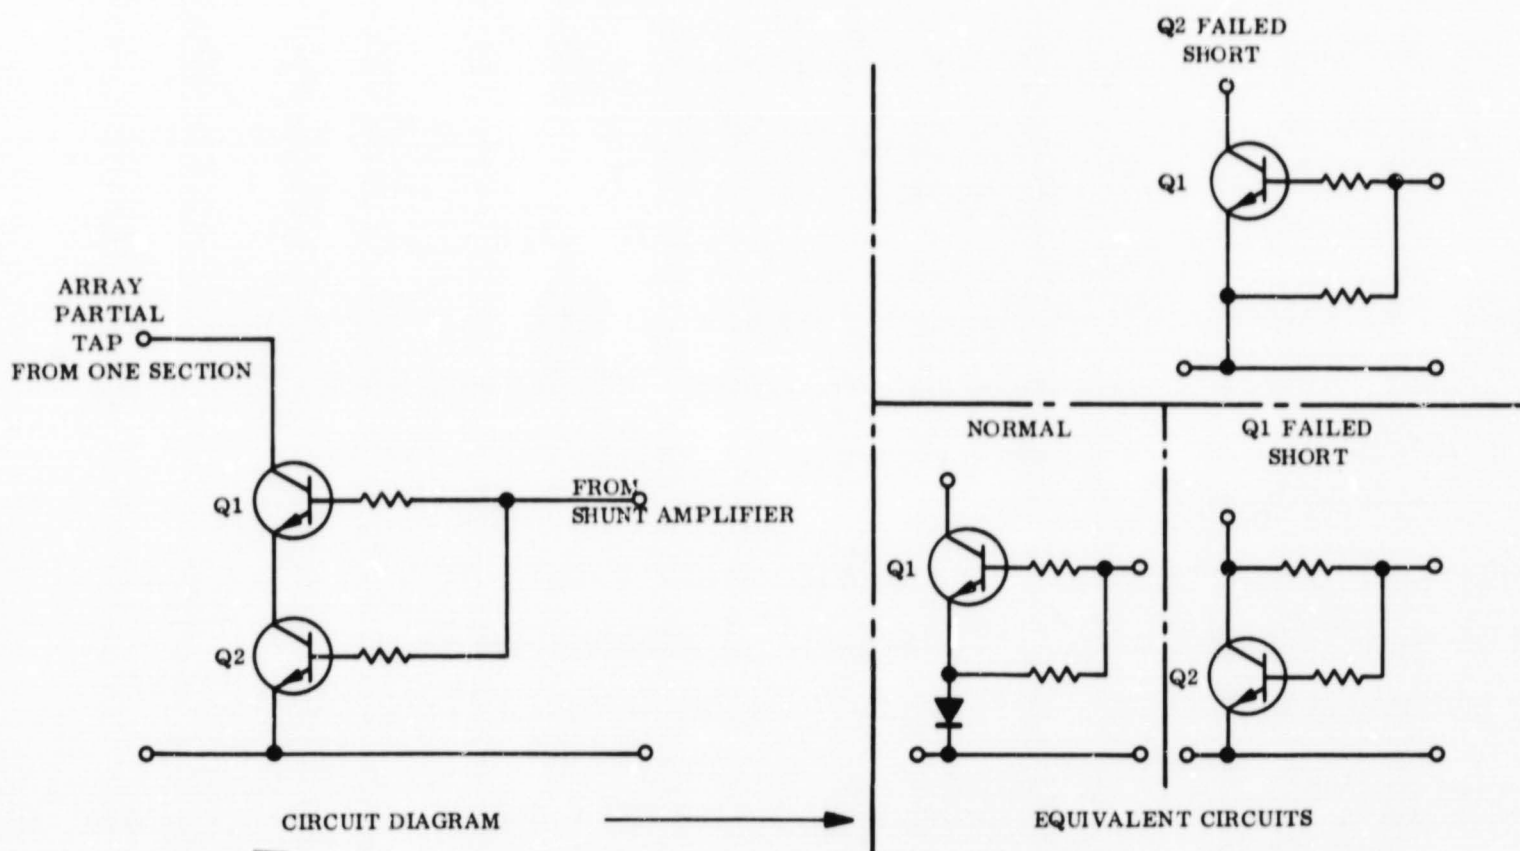 Q2 FAILED
SHORT
Q1
ARRAY
PARTIAL
TAP
FROM ONE SECTION
Q1
FROM
SHUNT AMPLIFIER
Q2
CIRCUIT DIAGRAM
NORMAL
Q1
Q1 FAILED
SHORT
Q2
EQUIVALENT CIRCUITS